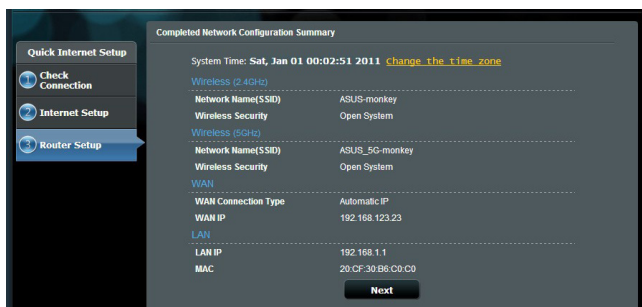 Completed Network Configuration Summary
Quick Internet Setup
1 Check
Connection
2 Internet Setup
3 Router Setup
System Time: Sat, Jan 01 00:02:51 2011 Change the time zone
Wireless (2.4GHz)
Network Name(SSID) ASUS-monkey
Wireless Security Open System
Wireless (5GHz)
Network Name(SSID) ASUS_5G-monkey
Wireless Security Open System
WAN
WAN Connection Type Automatic IP
WAN IP 192.168.123.23
LAN
LAN IP 192.168.1.1
MAC 20:CF:30:B6:C0:C0
Next